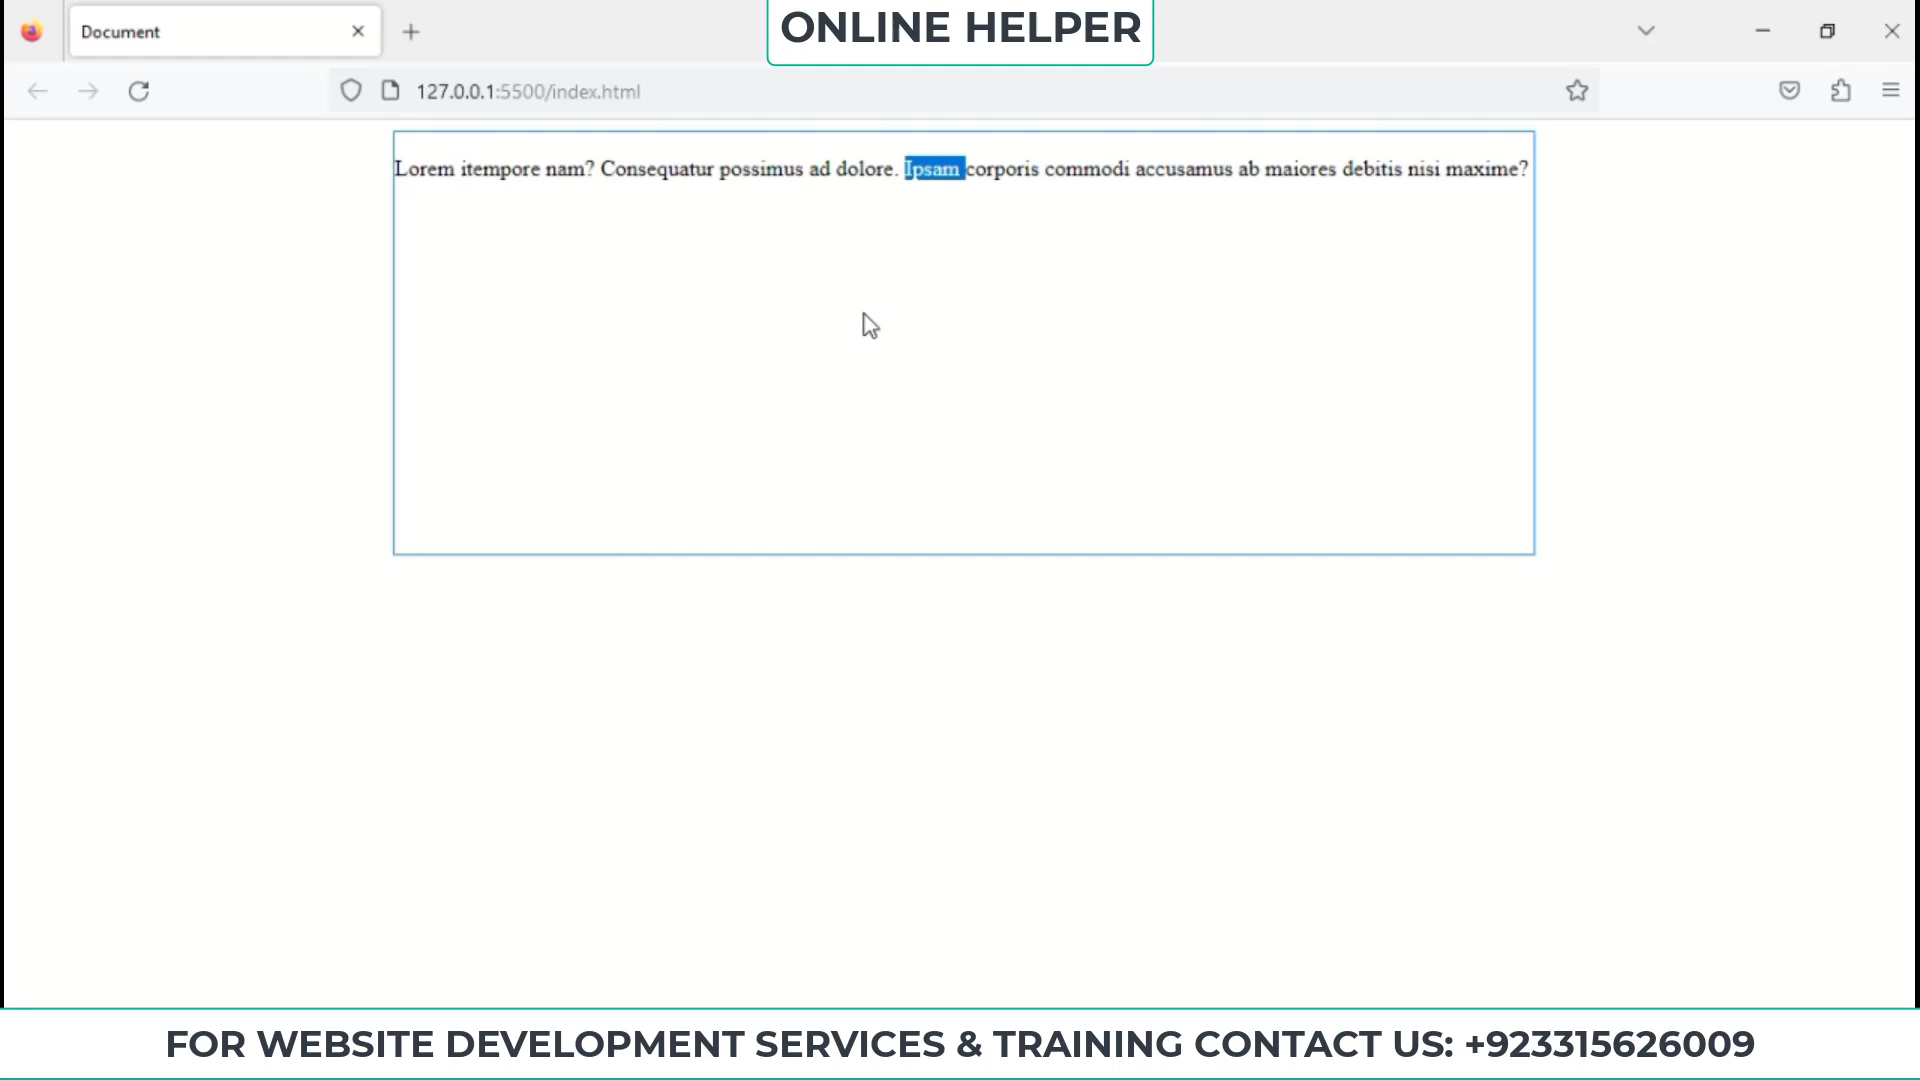 ONLINE HELPER
Document
127.0.0.1:5500/index.html
Lorem itempore nam? Consequatur possimus ad dolore. Ipsam corporis commodi accusamus ab maiores debitis nisi maxime?
FOR WEBSITE DEVELOPMENT SERVICES & TRAINING CONTACT US: +923315626009